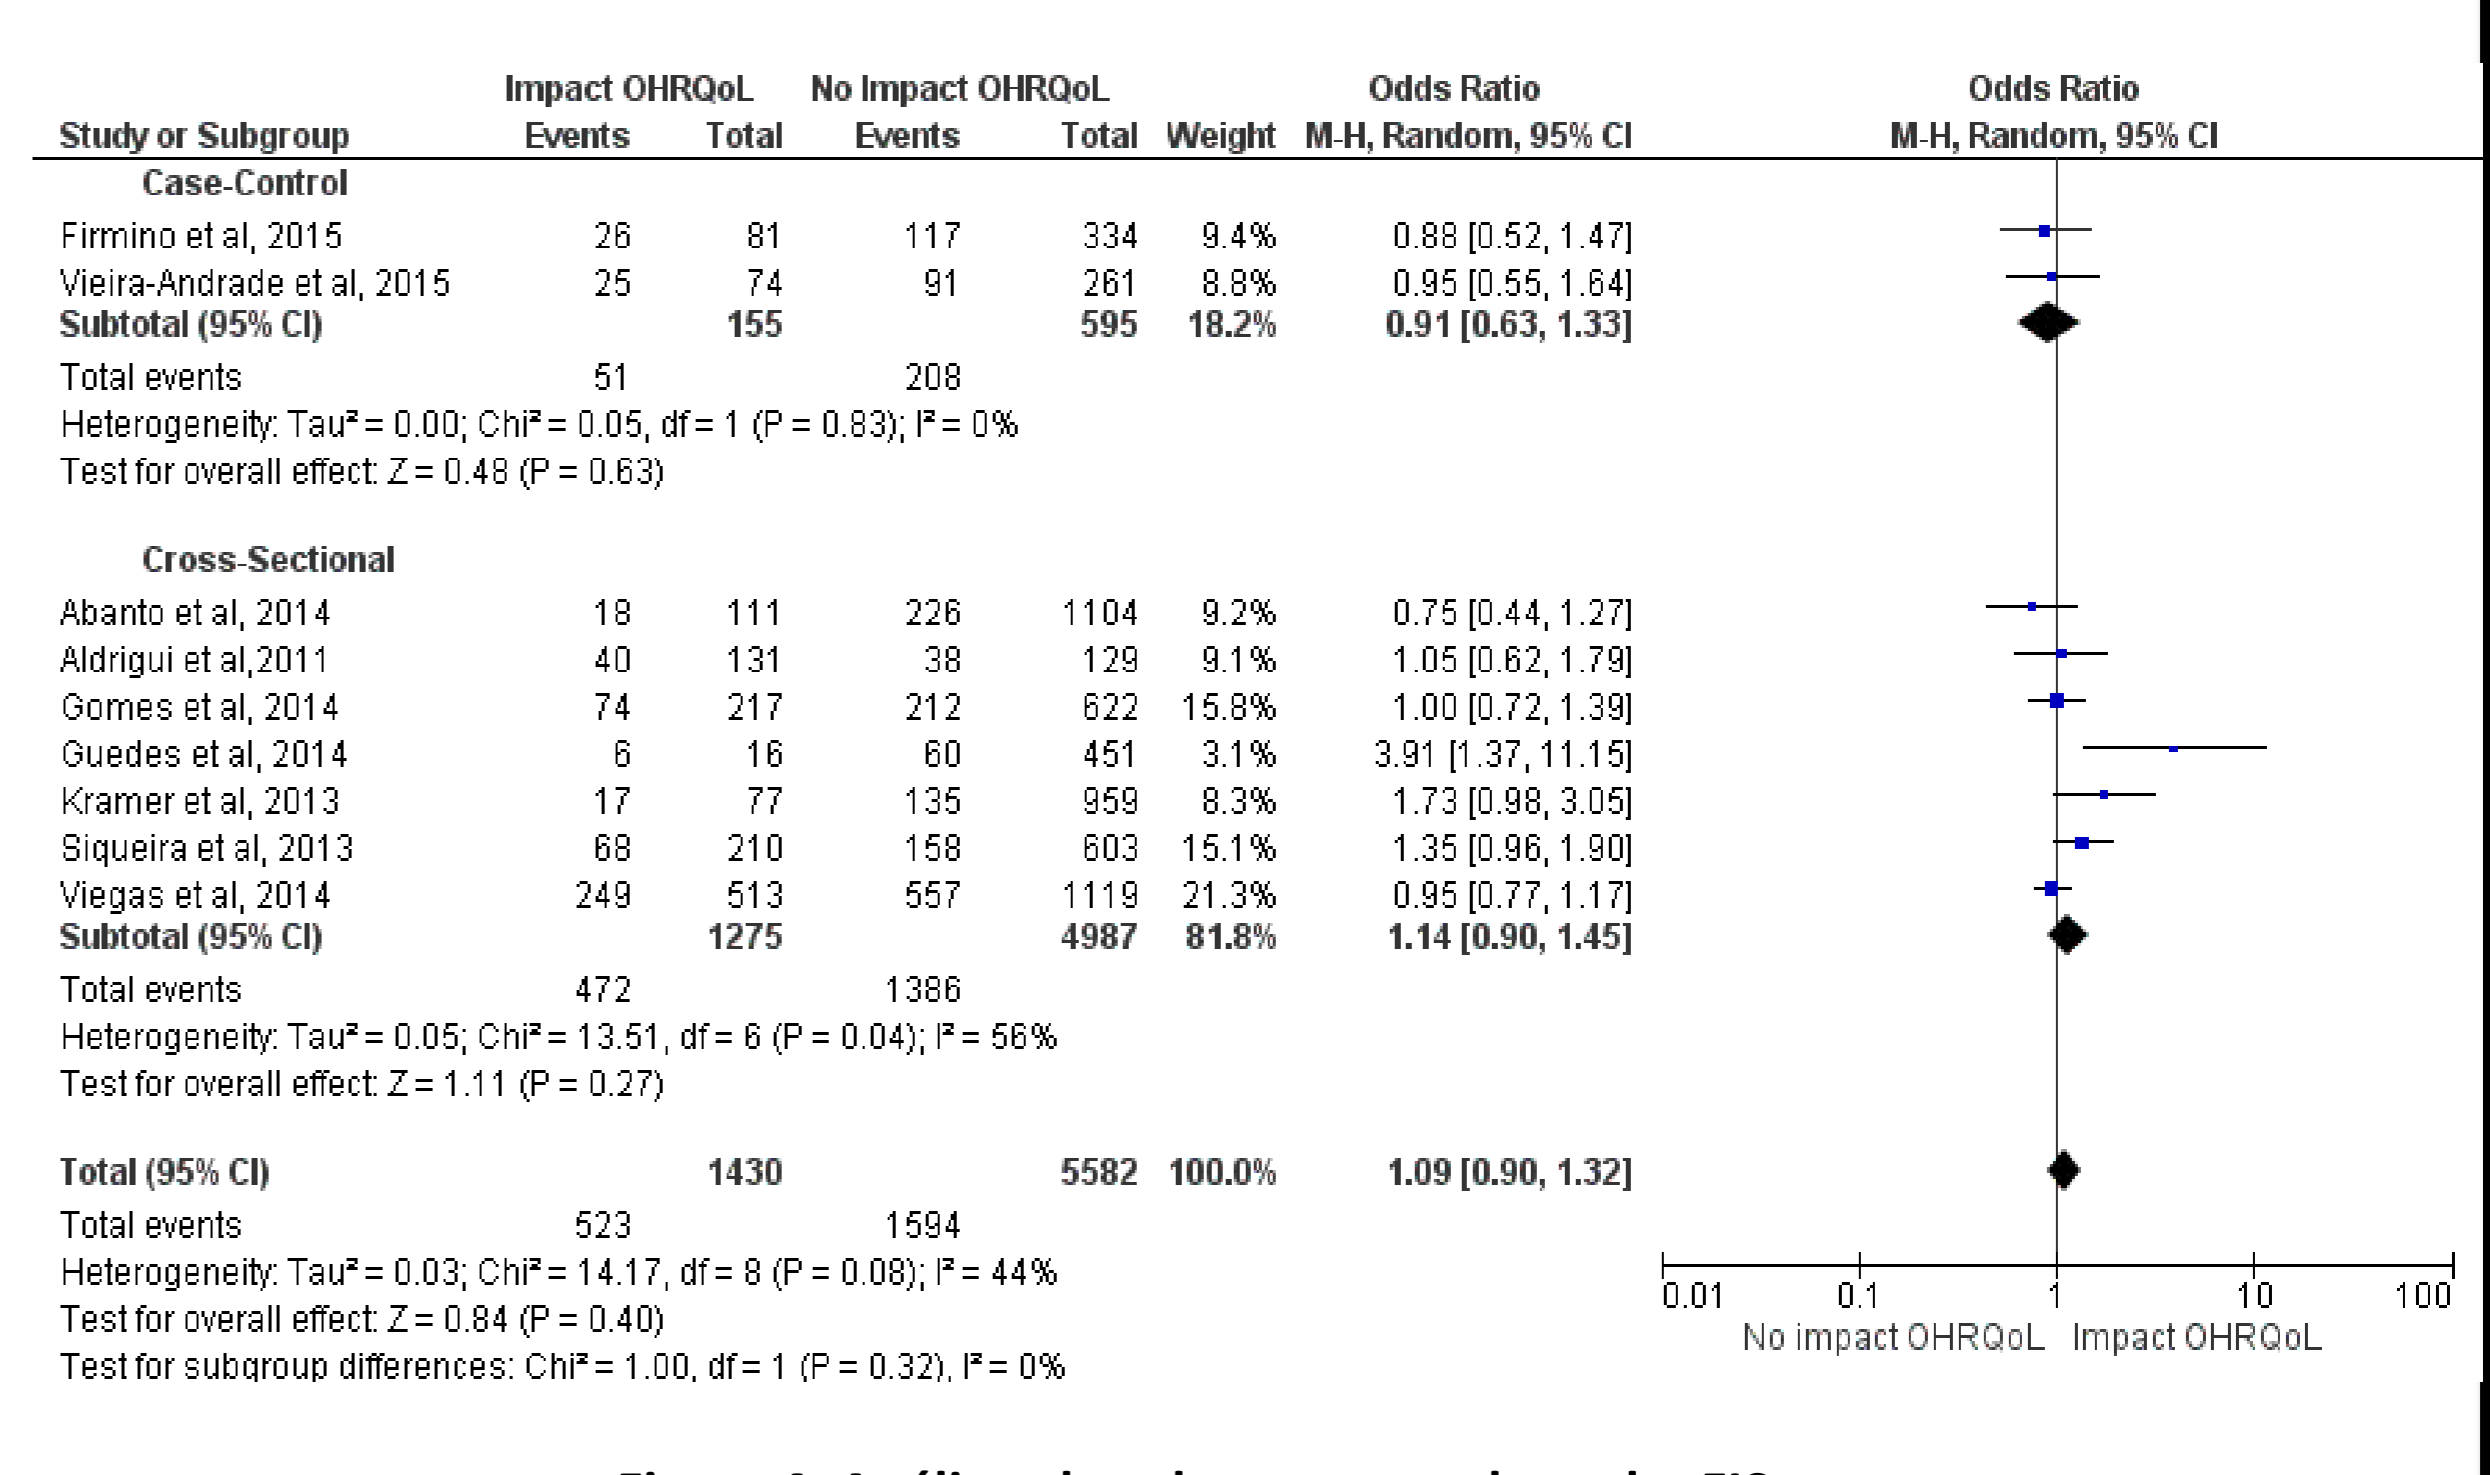 Impact OHRQoL No Impact OHRQoL Odds Ratio Odds Ratio
Study or Subgroup Events Total Events Total Weight M-H, Random, 95% CI M-H, Random, 95% CI
Case-Control
Firmino et al, 2015 26 81 117 334 9.4% 0.88 [0.52, 1.47]
Vieira-Andrade et al, 2015 25 74 91 261 8.8% 0.95 [0.55, 1.64]
Subtotal (95% CI) 155 595 18.2% 0.91 [0.63, 1.33]
Total events 51 208
Heterogeneity: Tau² = 0.00; Chi² = 0.05, df = 1 (P = 0.83); I² = 0%
Test for overall effect: Z = 0.48 (P = 0.63)
Cross-Sectional
Abanto et al, 2014 18 111 226 1104 9.2% 0.75 [0.44, 1.27]
Aldrigui et al,2011 40 131 38 129 9.1% 1.05 [0.62, 1.79]
Gomes et al, 2014 74 217 212 622 15.8% 1.00 [0.72, 1.39]
Guedes et al, 2014 6 16 60 451 3.1% 3.91 [1.37, 11.15]
Kramer et al, 2013 17 77 135 959 8.3% 1.73 [0.98, 3.05]
Siqueira et al, 2013 68 210 158 603 15.1% 1.35 [0.96, 1.90]
Viegas et al, 2014 249 513 557 1119 21.3% 0.95 [0.77, 1.17]
Subtotal (95% CI) 1275 4987 81.8% 1.14 [0.90, 1.45]
Total events 472 1386
Heterogeneity: Tau² = 0.05; Chi² = 13.51, df = 6 (P = 0.04); I² = 56%
Test for overall effect: Z = 1.11 (P = 0.27)
Total (95% CI) 1430 5582 100.0% 1.09 [0.90, 1.32]
Total events 523 1594
Heterogeneity: Tau² = 0.03; Chi² = 14.17, df = 8 (P = 0.08); I² = 44%
Test for overall effect: Z = 0.84 (P = 0.40)
Test for subgroup differences: Chi² = 1.00, df = 1 (P = 0.32), I² = 0%
0.01 0.1 1 10 100
No impact OHRQoL Impact OHRQoL